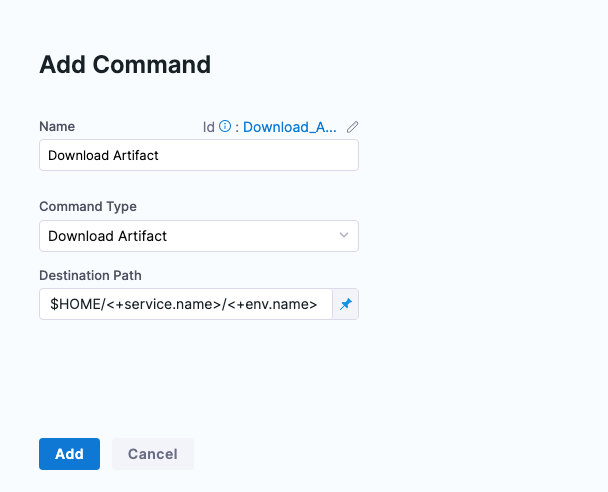 Add Command
Name
Id : Download_A...
Download Artifact
Command Type
Download Artifact
Destination Path
$HOME/<+service.name>/<+env.name>
Add Cancel